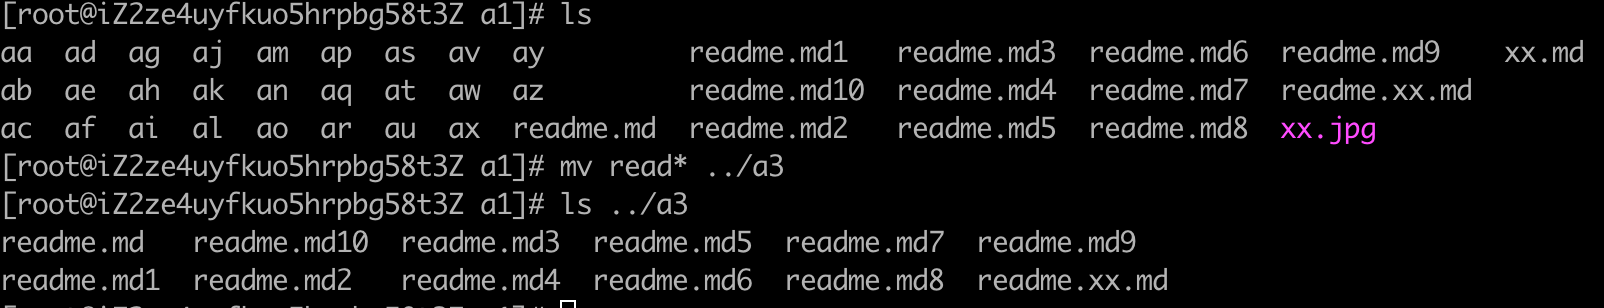 [root@iZ2ze4uyfkuo5hrpbg58t3Z a1]# ls
aa  ad  ag  aj  am  ap  as  av  ay         readme.md1   readme.md3  readme.md6  readme.md9    xx.md
ab  ae  ah  ak  an  aq  at  aw  az         readme.md10  readme.md4  readme.md7  readme.xx.md
ac  af  ai  al  ao  ar  au  ax  readme.md  readme.md2   readme.md5  readme.md8  xx.jpg
[root@iZ2ze4uyfkuo5hrpbg58t3Z a1]# mv read* ../a3
[root@iZ2ze4uyfkuo5hrpbg58t3Z a1]# ls ../a3
readme.md   readme.md10  readme.md3  readme.md5  readme.md7  readme.md9
readme.md1  readme.md2   readme.md4  readme.md6  readme.md8  readme.xx.md